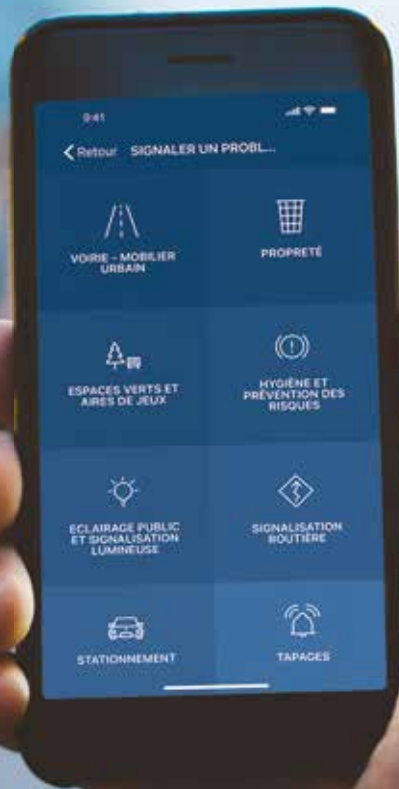 9:41
Retour SIGNALER UN PROBL...
VOIRIE – MOBILIER
URBAIN
PROPRETÉ
ESPACES VERTS ET
AIRES DE JEUX
HYGIÈNE ET
PRÉVENTION DES
RISQUES
ECLAIRAGE PUBLIC
ET SIGNALISATION
LUMINEUSE
SIGNALISATION
ROUTIÈRE
STATIONNEMENT
TAPAGES